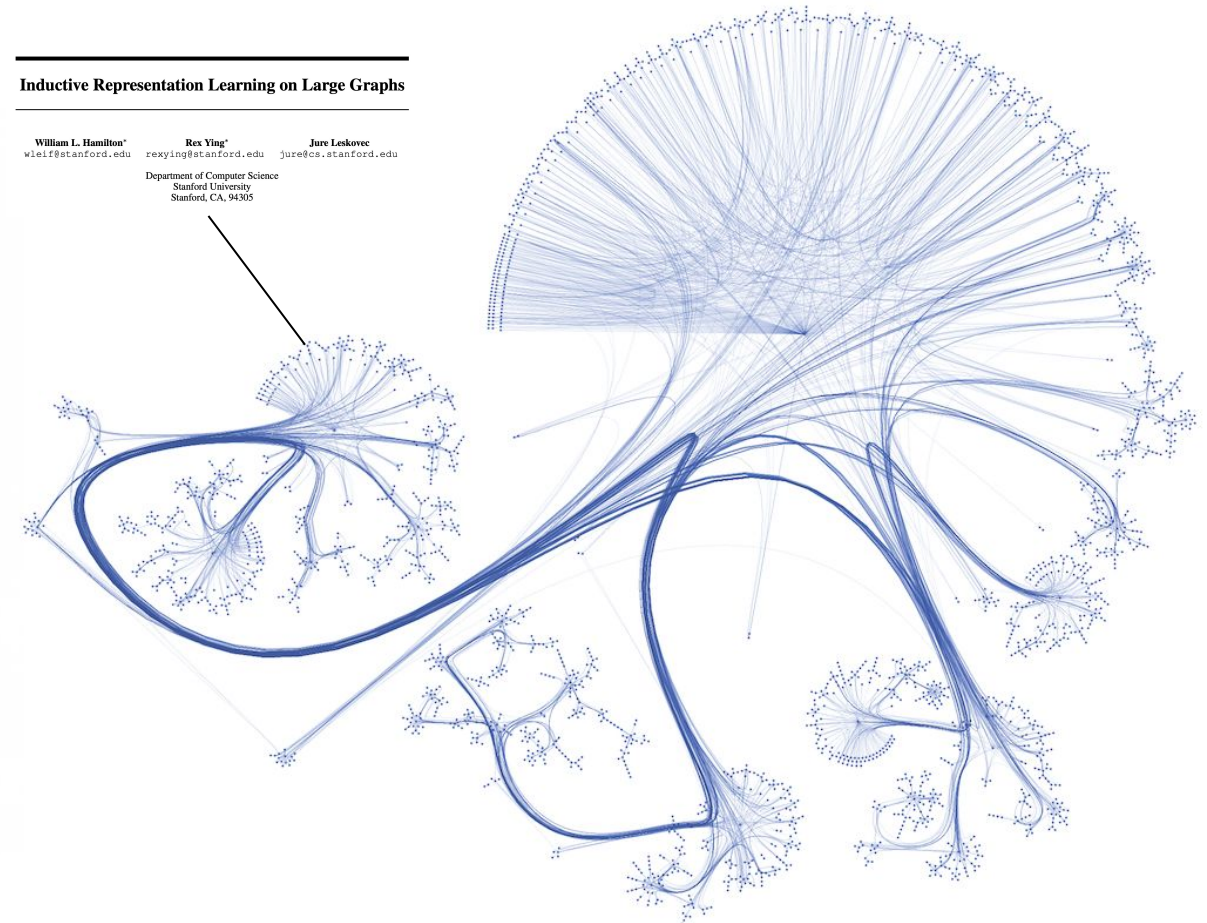 Inductive Representation Learning on Large Graphs
William L. Hamilton* Rex Ying* Jure Leskovec
wleif@stanford.edu rexying@stanford.edu jure@cs.stanford.edu
Department of Computer Science
Stanford University
Stanford, CA, 94305